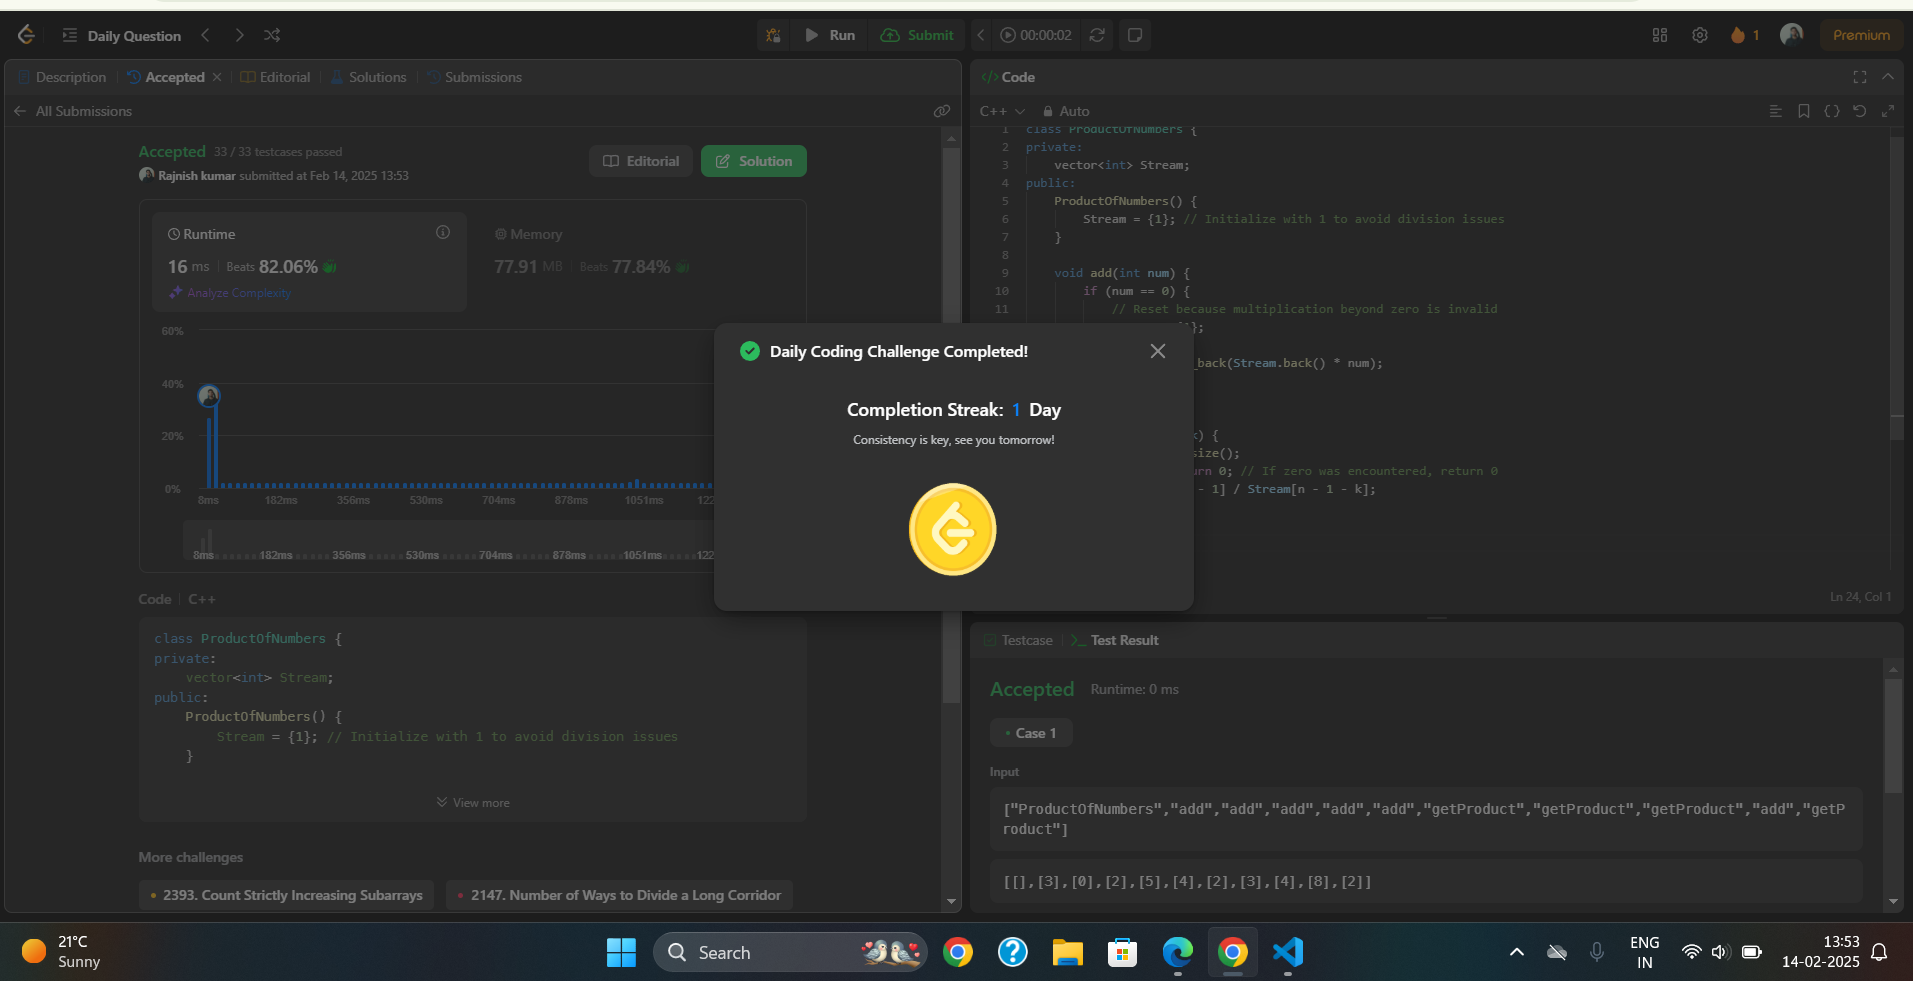 Daily Question
Run
Submit
00:00:02
1
Premium
Description
Accepted
Editorial
Solutions
Submissions
All Submissions
Accepted 33 / 33 testcases passed
Rajnish kumar submitted at Feb 14, 2025 13:53
Editorial
Solution
Runtime
16 ms | Beats 82.06%
Analyze Complexity
Memory
77.91 MB | Beats 77.84%
60%
40%
20%
0%
8ms 182ms 356ms 530ms 704ms 878ms 1051ms 122
8ms 182ms 356ms 530ms 704ms 878ms 1051ms 122
Code | C++
class ProductOfNumbers {
private:
    vector<int> Stream;
public:
    ProductOfNumbers() {
        Stream = {1}; // Initialize with 1 to avoid division issues
    }
View more
More challenges
2393. Count Strictly Increasing Subarrays
2147. Number of Ways to Divide a Long Corridor
</> Code
C++
Auto
1 class ProductOfNumbers {
2 private:
3     vector<int> Stream;
4 public:
5     ProductOfNumbers() {
6         Stream = {1}; // Initialize with 1 to avoid division issues
7     }
8
9     void add(int num) {
10         if (num == 0) {
11             // Reset because multiplication beyond zero is invalid
};
_back(Stream.back() * num);
) {
size();
urn 0; // If zero was encountered, return 0
- 1] / Stream[n - 1 - k];
Ln 24, Col 1
Daily Coding Challenge Completed!
Completion Streak: 1 Day
Consistency is key, see you tomorrow!
Testcase
Test Result
Accepted Runtime: 0 ms
Case 1
Input
["ProductOfNumbers","add","add","add","add","add","getProduct","getProduct","getProduct","add","getP
roduct"]
[[],[3],[0],[2],[5],[4],[2],[3],[4],[8],[2]]
21°C
Sunny
Search
ENG
IN
13:53
14-02-2025